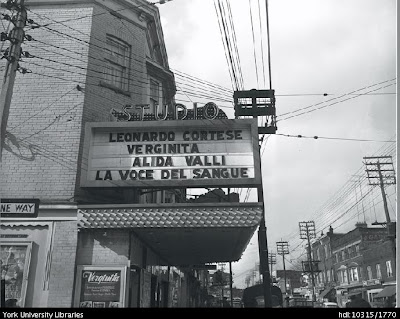 STUDIO
LEONARDO CORTESE
VERGINITA
ALIDA VALLI
LA VOCE DEL SANGUE
NE WAY
Verginità
York University Libraries
hdl:10315/1770